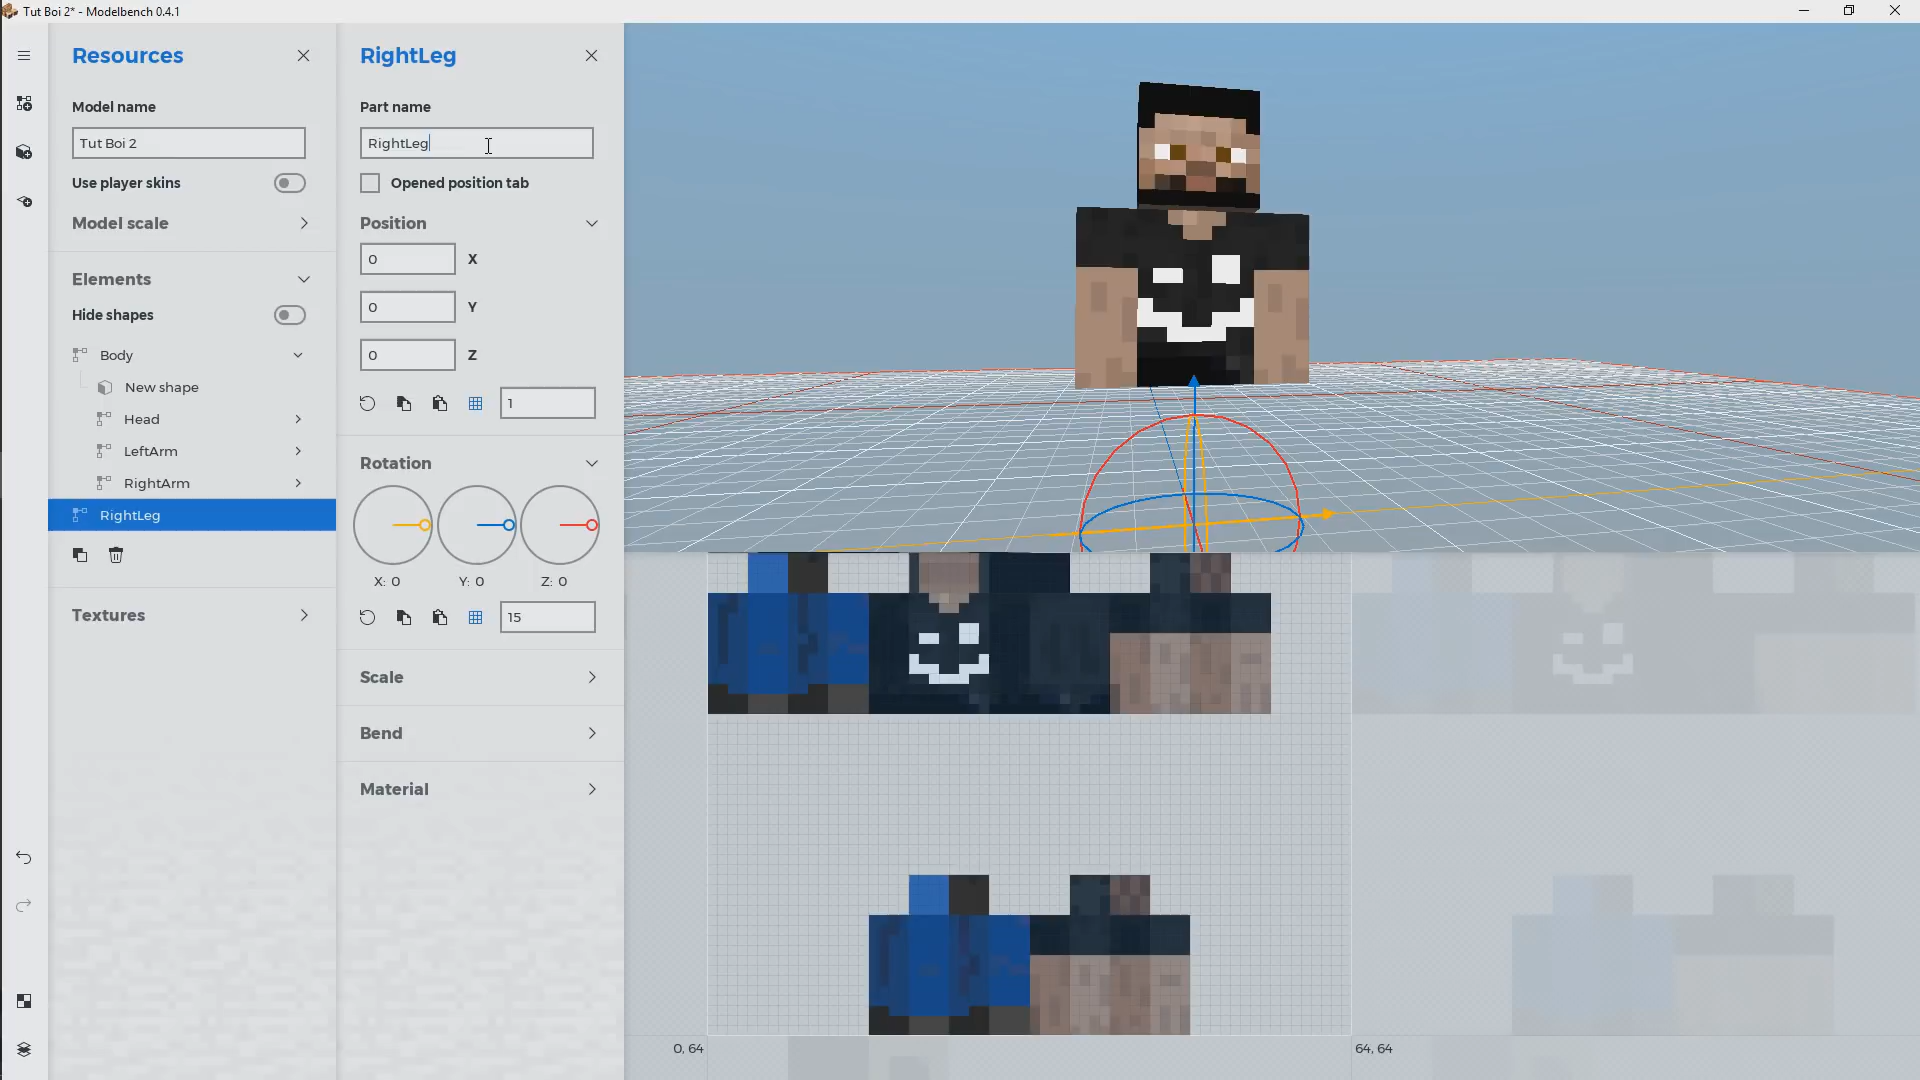 Tut Boi 2* - Modelbench 0.4.1
Resources
Model name
Tut Boi 2
Use player skins
Model scale
Elements
Hide shapes
Body
New shape
Head
LeftArm
RightArm
RightLeg
Textures
RightLeg
Part name
RightLeg
Opened position tab
Position
0 X
0 Y
0 Z
1
Rotation
X: 0 Y: 0 Z: 0
15
Scale
Bend
Material
0, 64
64, 64